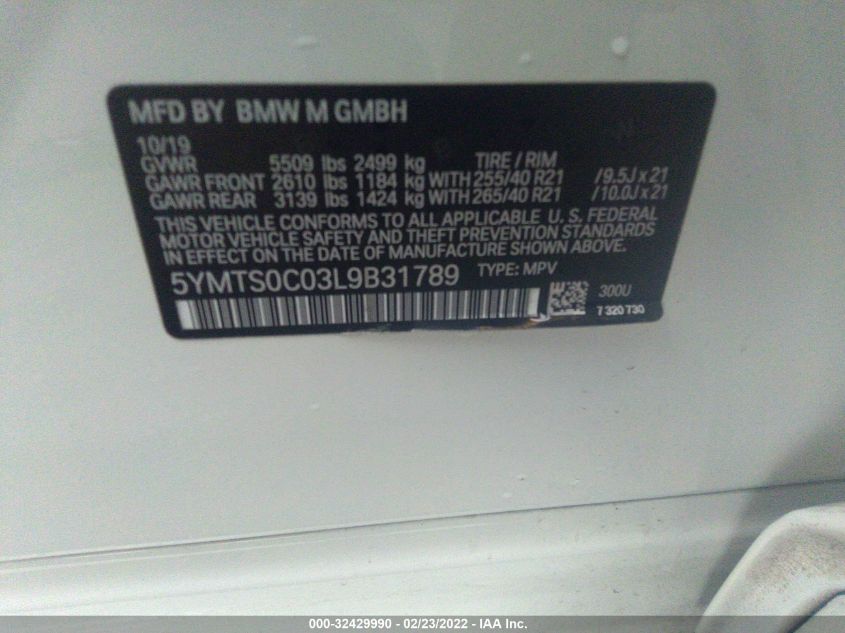 MFD BY BMW M GMBH
10/19
GVWR 5509 lbs 2499 kg TIRE / RIM
GAWR FRONT 2610 lbs 1184 kg WITH 255/40 R21 /9.5J x 21
GAWR REAR 3139 lbs 1424 kg WITH 265/40 R21 /10.0J x 21
THIS VEHICLE CONFORMS TO ALL APPLICABLE U.S. FEDERAL
MOTOR VEHICLE SAFETY AND THEFT PREVENTION STANDARDS
IN EFFECT ON THE DATE OF MANUFACTURE SHOWN ABOVE.
5YMTS0C03L9B31789 TYPE: MPV
300U
7 320 730
000-32429990 - 02/23/2022 - IAA Inc.